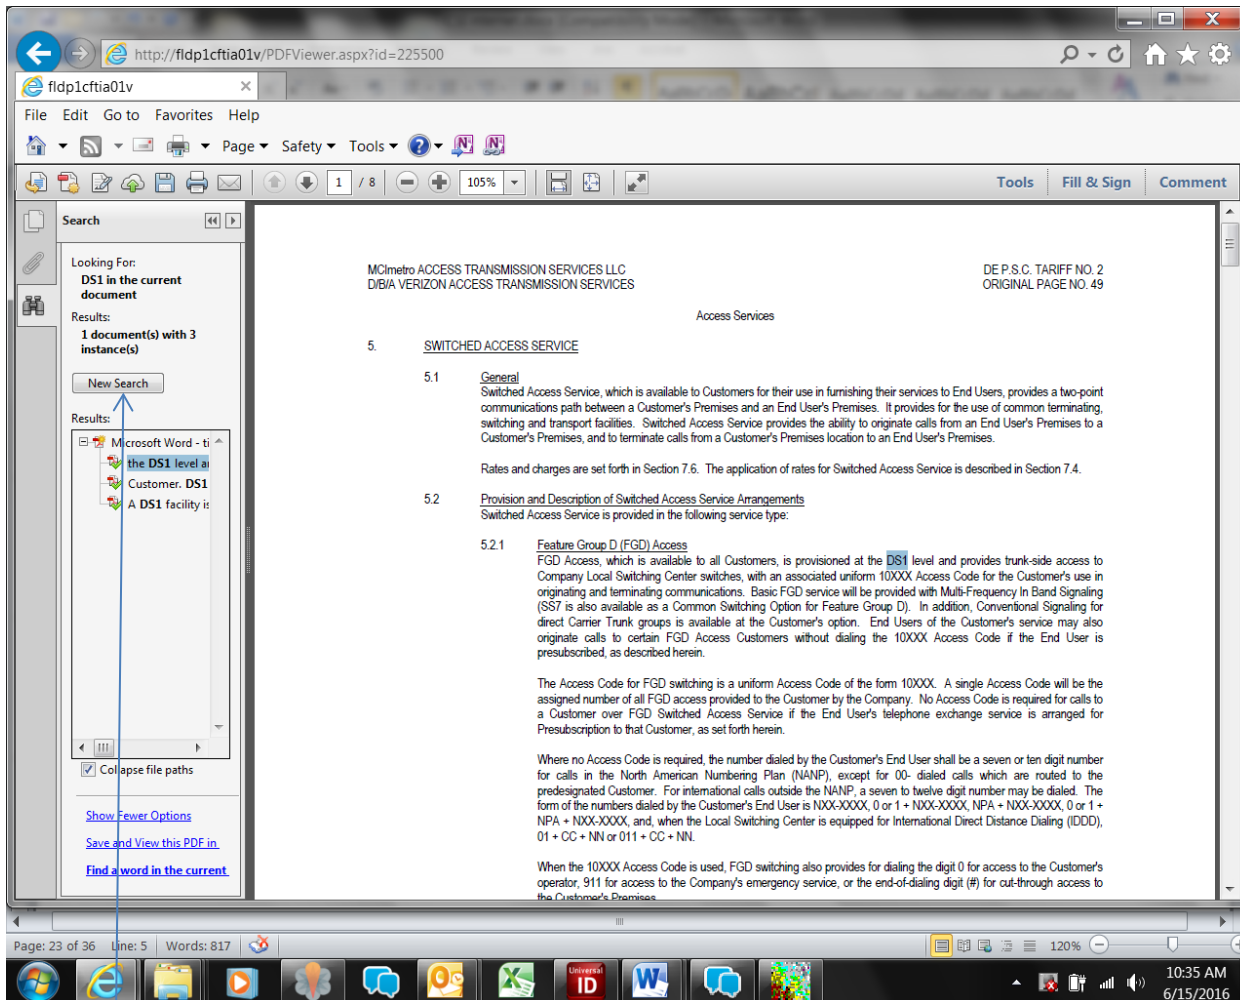 http://fldp1cftia01v/PDFViewer.aspx?id=225500
fldp1cftia01v
File Edit Go to Favorites Help
Page Safety Tools
1 / 8 105% Tools Fill & Sign Comment
Search
Looking For:
DS1 in the current
document
Results:
1 document(s) with 3
instance(s)
New Search
Results:
Microsoft Word - ti
the DS1 level ar
Customer. DS1
A DS1 facility is
Collapse file paths
Show Fewer Options
Save and View this PDF in
Find a word in the current
MCImetro ACCESS TRANSMISSION SERVICES LLC DE P.S.C. TARIFF NO. 2
D/B/A VERIZON ACCESS TRANSMISSION SERVICES ORIGINAL PAGE NO. 49
Access Services
5. SWITCHED ACCESS SERVICE
5.1 General
Switched Access Service, which is available to Customers for their use in furnishing their services to End Users, provides a two-point
communications path between a Customer's Premises and an End User's Premises. It provides for the use of common terminating,
switching and transport facilities. Switched Access Service provides the ability to originate calls from an End User's Premises to a
Customer's Premises, and to terminate calls from a Customer's Premises location to an End User's Premises.
Rates and charges are set forth in Section 7.6. The application of rates for Switched Access Service is described in Section 7.4.
5.2 Provision and Description of Switched Access Service Arrangements
Switched Access Service is provided in the following service type:
5.2.1 Feature Group D (FGD) Access
FGD Access, which is available to all Customers, is provisioned at the DS1 level and provides trunk-side access to
Company Local Switching Center switches, with an associated uniform 10XXX Access Code for the Customer's use in
originating and terminating communications. Basic FGD service will be provided with Multi-Frequency In Band Signaling
(SS7 is also available as a Common Switching Option for Feature Group D). In addition, Conventional Signaling for
direct Carrier Trunk groups is available at the Customer's option. End Users of the Customer's service may also
originate calls to certain FGD Access Customers without dialing the 10XXX Access Code if the End User is
presubscribed, as described herein.
The Access Code for FGD switching is a uniform Access Code of the form 10XXX. A single Access Code will be the
assigned number of all FGD access provided to the Customer by the Company. No Access Code is required for calls to
a Customer over FGD Switched Access Service if the End User's telephone exchange service is arranged for
Presubscription to that Customer, as set forth herein.
Where no Access Code is required, the number dialed by the Customer's End User shall be a seven or ten digit number
for calls in the North American Numbering Plan (NANP), except for 00- dialed calls which are routed to the
predesignated Customer. For international calls outside the NANP, a seven to twelve digit number may be dialed. The
form of the numbers dialed by the Customer's End User is NXX-XXXX, 0 or 1 + NXX-XXXX, NPA + NXX-XXXX, 0 or 1 +
NPA + NXX-XXXX, and, when the Local Switching Center is equipped for International Direct Distance Dialing (IDDD),
01 + CC + NN or 011 + CC + NN.
When the 10XXX Access Code is used, FGD switching also provides for dialing the digit 0 for access to the Customer's
operator, 911 for access to the Company's emergency service, or the end-of-dialing digit (#) for cut-through access to
the Customer's Premises
Page: 23 of 36 Line: 5 Words: 817 120%
Universal
ID
10:35 AM
6/15/2016